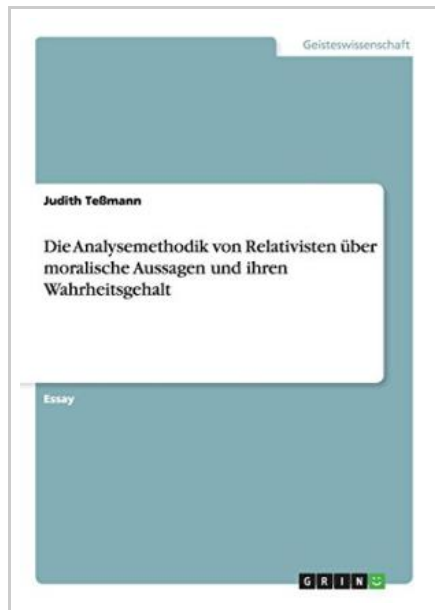 Geisteswissenschaft
Judith Teßmann
Die Analysemethodik von Relativisten über
moralische Aussagen und ihren
Wahrheitsgehalt
Essay
GRIN